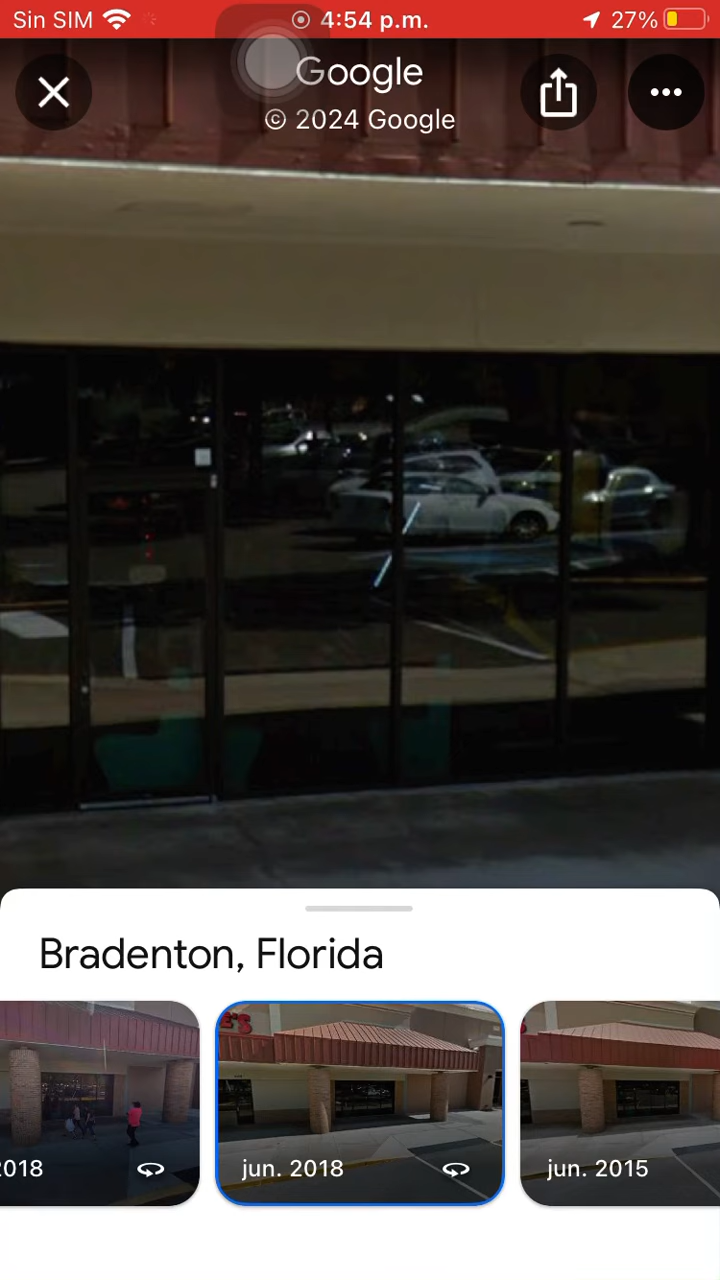 Sin SIM 4:54 p.m. 27%
Google
© 2024 Google
Bradenton, Florida
E'S
2018
jun. 2018
jun. 2015